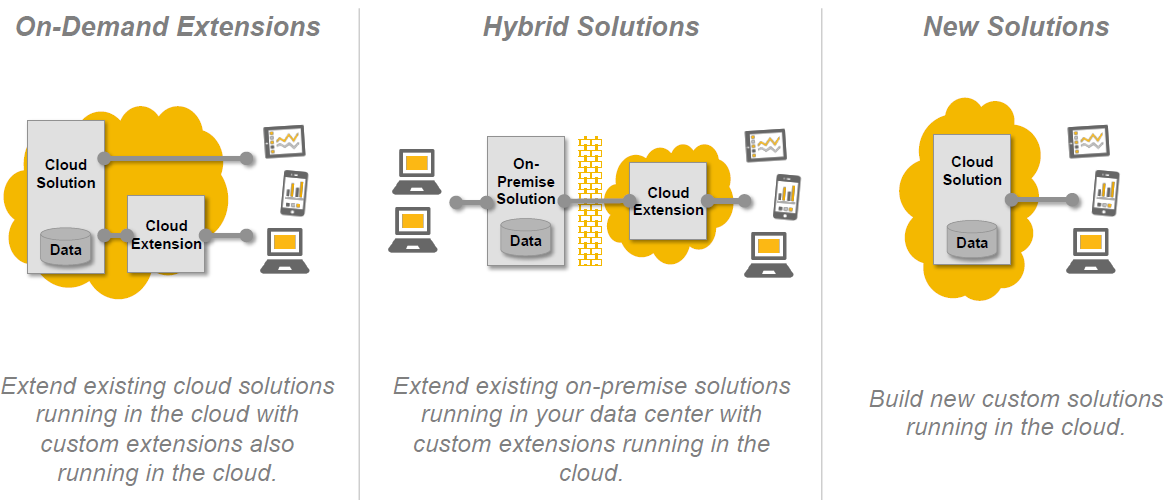 On-Demand Extensions
Cloud
Solution
Data
Cloud
Extension
Extend existing cloud solutions
running in the cloud with
custom extensions also
running in the cloud.
Hybrid Solutions
On-
Premise
Solution
Data
Cloud
Extension
Extend existing on-premise solutions
running in your data center with
custom extensions running in the
cloud.
New Solutions
Cloud
Solution
Data
Build new custom solutions
running in the cloud.